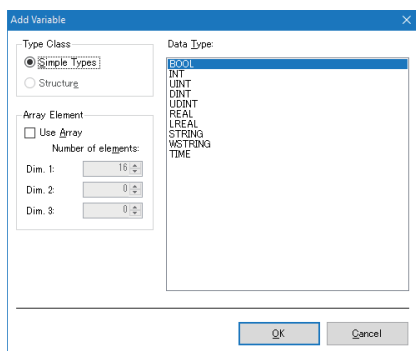 Add Variable
Type Class
Simple Types
Structure
Array Element
Use Array
Number of elements:
Dim. 1: 16
Dim. 2: 0
Dim. 3: 0
Data Type:
BOOL
INT
UINT
DINT
UDINT
REAL
LREAL
STRING
WSTRING
TIME
OK
Cancel